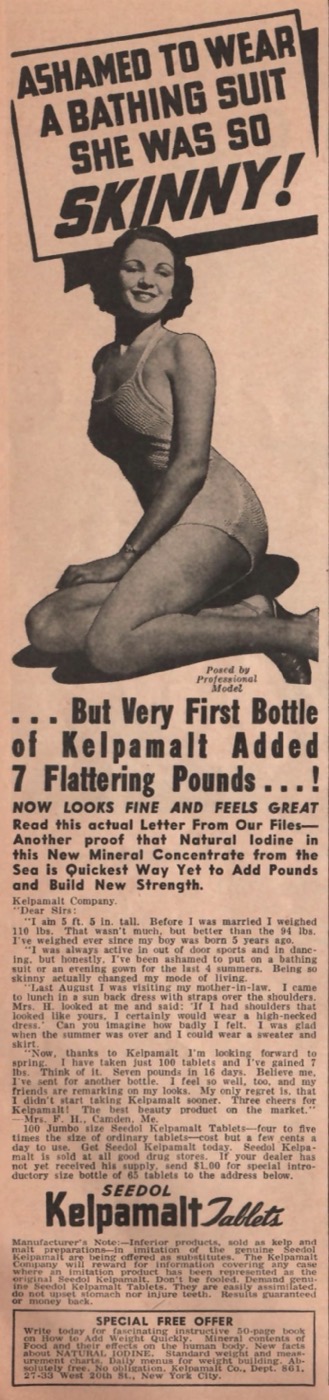 ASHAMED TO WEAR
A BATHING SUIT
SHE WAS SO
SKINNY!
Posed by
Professional
Model
... But Very First Bottle
of Kelpamalt Added
7 Flattering Pounds...!
NOW LOOKS FINE AND FEELS GREAT
Read this actual Letter From Our Files—
Another proof that Natural Iodine in
this New Mineral Concentrate from the
Sea is Quickest Way Yet to Add Pounds
and Build New Strength.
Kelpamalt Company.
"Dear Sirs:
"I am 5 ft. 5 in. tall. Before I was married I weighed
110 lbs. That wasn't much, but better than the 94 lbs.
I've weighed ever since my boy was born 5 years ago.
"I was always active in out door sports and in danc-
ing, but honestly, I've been ashamed to put on a bathing
suit or an evening gown for the last 4 summers. Being so
skinny actually changed my mode of living.
"Last August I was visiting my mother-in-law. I came
to lunch in a sun back dress with straps over the shoulders.
Mrs. H. looked at me and said: 'If I had shoulders that
looked like yours, I certainly would wear a high-necked
dress.' Can you imagine how badly I felt. I was glad
when the summer was over and I could wear a sweater and
skirt.
"Now, thanks to Kelpamalt I'm looking forward to
spring. I have taken just 100 tablets and I've gained 7
lbs. Think of it. Seven pounds in 16 days. Believe me,
I've sent for another bottle. I feel so well, too, and my
friends are remarking on my looks. My only regret is, that
I didn't start taking Kelpamalt sooner. Three cheers for
Kelpamalt! The best beauty product on the market."
—Mrs. F. H., Camden, Me.
100 Jumbo size Seedol Kelpamalt Tablets—four to five
times the size of ordinary tablets—cost but a few cents a
day to use. Get Seedol Kelpamalt today. Seedol Kelpa-
malt is sold at all good drug stores. If your dealer has
not yet received his supply, send $1.00 for special intro-
ductory size bottle of 65 tablets to the address below.
SEEDOL
Kelpamalt Tablets
Manufacturer's Note:—Inferior products, sold as kelp and
malt preparations—in imitation of the genuine Seedol
Kelpamalt are being offered as substitutes. The Kelpamalt
Company will reward for information covering any case
where an imitation product has been represented as the
original Seedol Kelpamalt. Don't be fooled. Demand genu-
ine Seedol Kelpamalt Tablets. They are easily assimilated,
do not upset stomach nor injure teeth. Results guaranteed
or money back.
SPECIAL FREE OFFER
Write today for fascinating instructive 50-page book
on How to Add Weight Quickly. Mineral contents of
Food and their effects on the human body. New facts
about NATURAL IODINE. Standard weight and meas-
urement charts. Daily menus for weight building. Ab-
solutely free. No obligation. Kelpamalt Co., Dept. 861,
27-33 West 20th St., New York City.